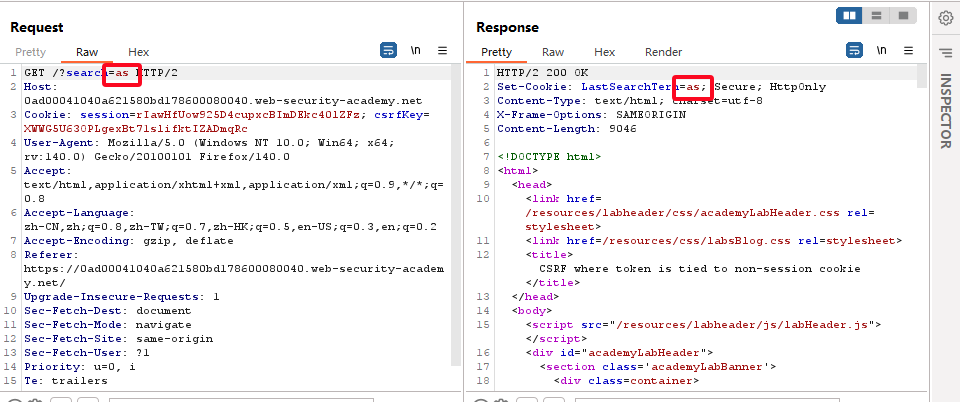 Request
Pretty Raw Hex
\n
1 GET /?search=as HTTP/2
2 Host:
0ad00041040a621580bd178600080040.web-security-academy.net
3 Cookie: session=rIawHfUow925D4cupxcBImDEkrc40lZFz; csrfKey=
XWWG5U630PLgexBt71slifktIZADmqRc
4 User-Agent: Mozilla/5.0 (Windows NT 10.0; Win64; x64;
rv:140.0) Gecko/20100101 Firefox/140.0
5 Accept:
text/html,application/xhtml+xml,application/xml;q=0.9,*/*;q=
0.8
6 Accept-Language:
zh-CN,zh;q=0.8,zh-TW;q=0.7,zh-HK;q=0.5,en-US;q=0.3,en;q=0.2
7 Accept-Encoding: gzip, deflate
8 Referer:
https://0ad00041040a621580bd178600080040.web-security-academ
y.net/
9 Upgrade-Insecure-Requests: 1
10 Sec-Fetch-Dest: document
11 Sec-Fetch-Mode: navigate
12 Sec-Fetch-Site: same-origin
13 Sec-Fetch-User: ?1
14 Priority: u=0, i
15 Te: trailers
Response
Pretty Raw Hex Render
\n
1 HTTP/2 200 OK
2 Set-Cookie: LastSearchTerm=as; Secure; HttpOnly
3 Content-Type: text/html; charset=utf-8
4 X-Frame-Options: SAMEORIGIN
5 Content-Length: 9046
6
7 <!DOCTYPE html>
8 <html>
9 <head>
10 <link href=
/resources/labheader/css/academyLabHeader.css rel=
stylesheet>
11 <link href=/resources/css/labsBlog.css rel=stylesheet>
12 <title>
CSRF where token is tied to non-session cookie
</title>
13 </head>
14 <body>
15 <script src="/resources/labheader/js/labHeader.js">
</script>
16 <div id="academyLabHeader">
17 <section class='academyLabBanner'>
18 <div class=container>
INSPECTOR